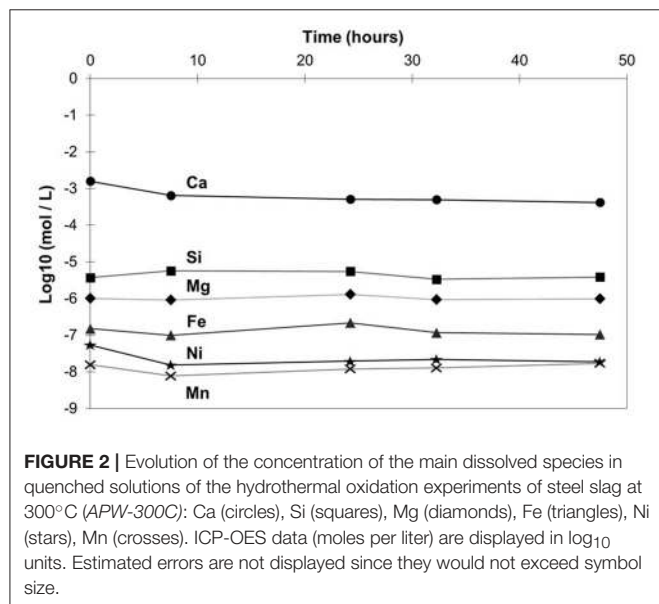 Time (hours)
0 10 20 30 40 50
0
-1
-2
-3
-4
-5
-6
-7
-8
-9
Log10 (mol / L)
Ca
Si
Mg
Fe
Ni
Mn
FIGURE 2 | Evolution of the concentration of the main dissolved species in
quenched solutions of the hydrothermal oxidation experiments of steel slag at
300°C (APW-300C): Ca (circles), Si (squares), Mg (diamonds), Fe (triangles), Ni
(stars), Mn (crosses). ICP-OES data (moles per liter) are displayed in log10
units. Estimated errors are not displayed since they would not exceed symbol
size.